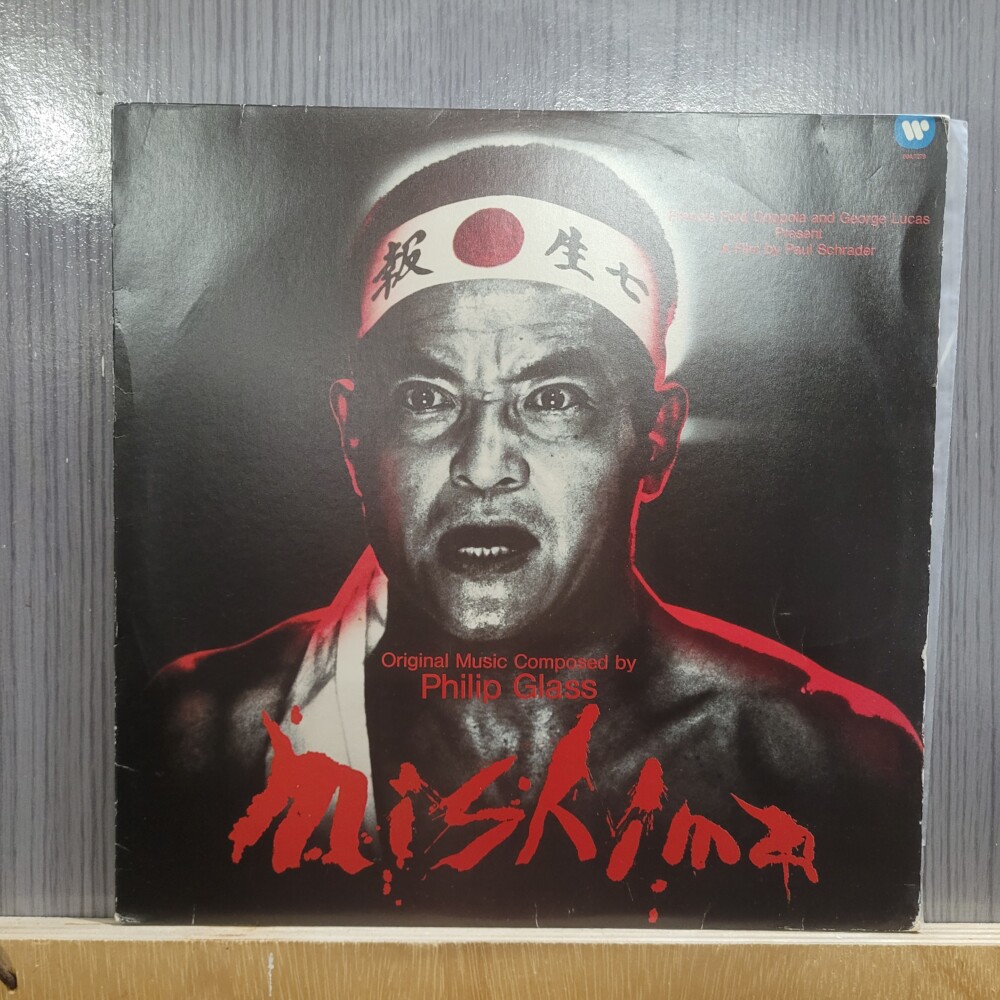 Francis Ford Coppola and George Lucas
Present
A Film by Paul Schrader
報 生七
Original Music Composed by
Philip Glass
mishima